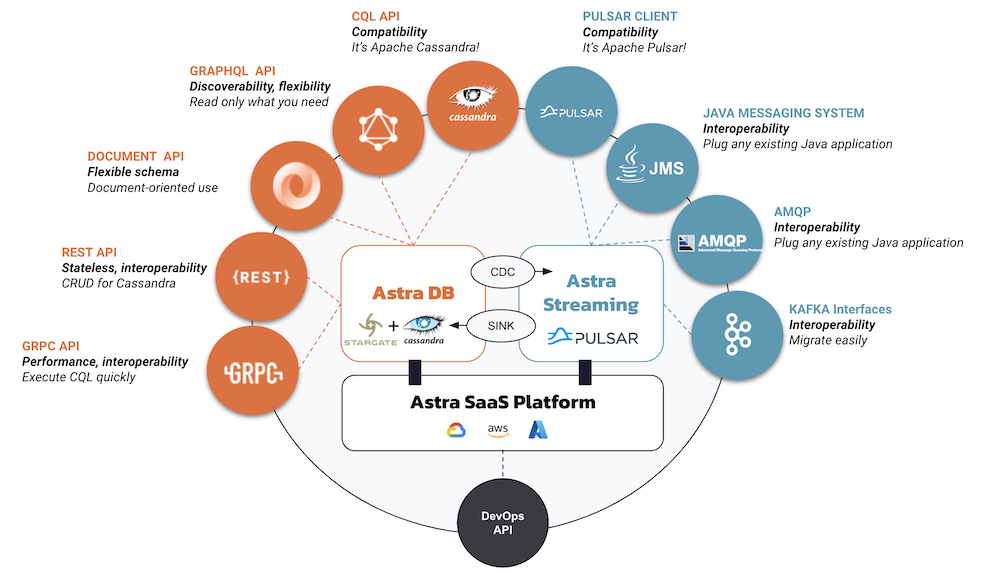 CQL API
Compatibility
It's Apache Cassandra!
PULSAR CLIENT
Compatibility
It's Apache Pulsar!
GRAPHQL API
Discoverability, flexibility
Read only what you need
cassandra
PULSAR
JAVA MESSAGING SYSTEM
Interoperability
Plug any existing Java application
JMS
DOCUMENT API
Flexible schema
Document-oriented use
AMQP
Advanced Message Queuing Protocol
AMQP
Interoperability
Plug any existing Java application
REST API
Stateless, interoperability
CRUD for Cassandra
{REST}
CDC
Astra DB
STARGATE
+
cassandra
SINK
Astra
Streaming
PULSAR
KAFKA Interfaces
Interoperability
Migrate easily
GRPC API
Performance, interoperability
Execute CQL quickly
GRPC
Astra SaaS Platform
aws
DevOps
API